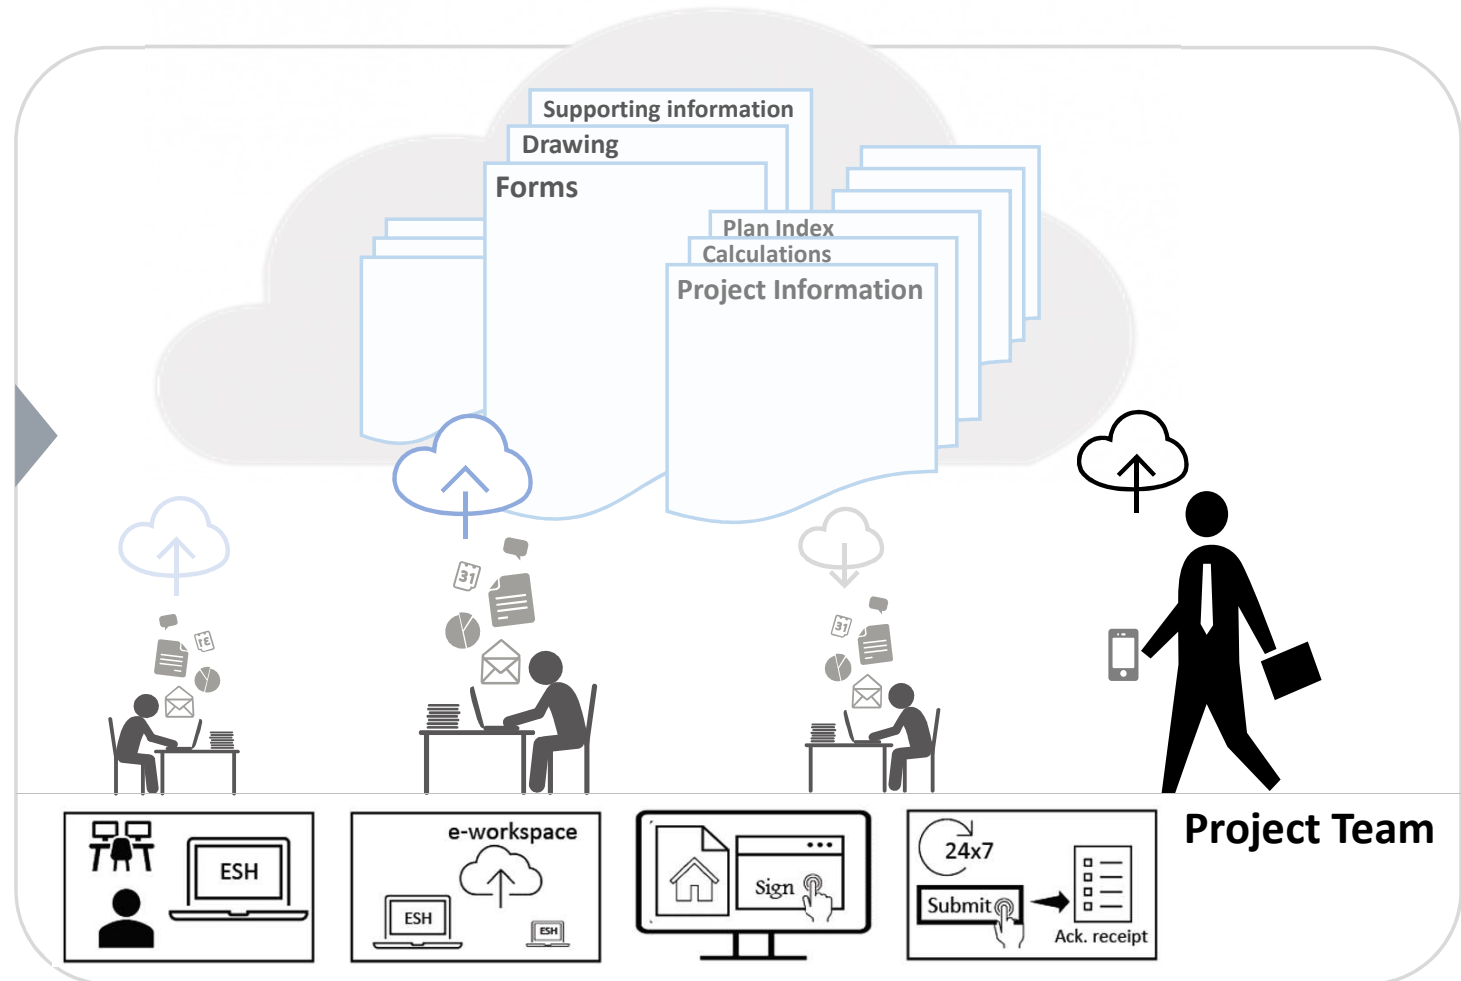 Supporting information
Drawing
Forms
Plan Index
Calculations
Project Information
31
31
31
Project Team
ESH
e-workspace
ESH
ESH
Sign
24x7
Submit
Ack. receipt